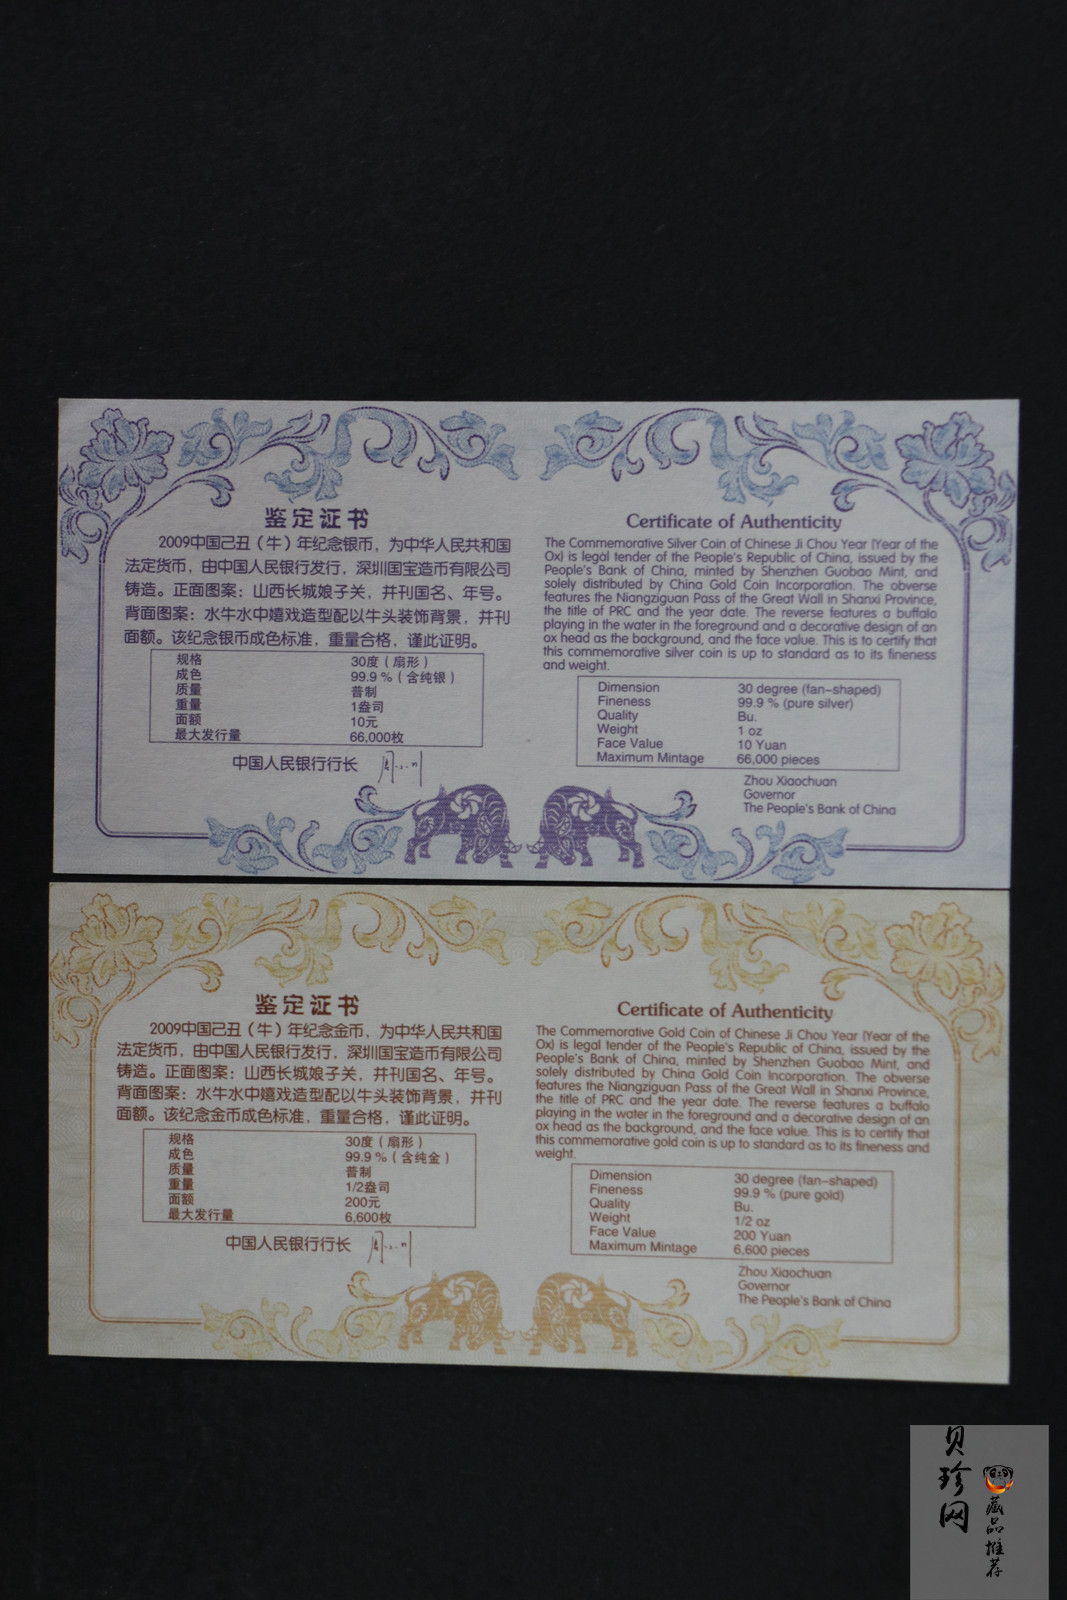 鉴定证书
2009中国己丑（牛）年纪念银币，为中华人民共和国
法定货币，由中国人民银行发行，深圳国宝造币有限公司
铸造。正面图案：山西长城娘子关，并刊国名、年号。
背面图案：水牛水中嬉戏造型配以牛头装饰背景，并刊
面额。该纪念银币成色标准，重量合格，谨此证明。
规格 30度（扇形）
成色 99.9％（含纯银）
质量 普制
重量 1盎司
面额 10元
最大发行量 66,000枚
中国人民银行行长
Certificate of Authenticity
The Commemorative Silver Coin of Chinese Ji Chou Year (Year of the
Ox) is legal tender of the People's Republic of China, issued by the
People's Bank of China, minted by Shenzhen Guobao Mint, and
solely distributed by China Gold Coin Incorporation. The obverse
features the Niangziguan Pass of the Great Wall in Shanxi Province,
the title of PRC and the year date. The reverse features a buffalo
playing in the water in the foreground and a decorative design of an
ox head as the background, and the face value. This is to certify that
this commemorative silver coin is up to standard as to its fineness
and weight.
Dimension 30 degree (fan-shaped)
Fineness 99.9 % (pure silver)
Quality Bu.
Weight 1 oz
Face Value 10 Yuan
Maximum Mintage 66,000 pieces
Zhou Xiaochuan
Governor
The People's Bank of China
鉴定证书
2009中国己丑（牛）年纪念金币，为中华人民共和国
法定货币，由中国人民银行发行，深圳国宝造币有限公司
铸造。正面图案：山西长城娘子关，并刊国名、年号。
背面图案：水牛水中嬉戏造型配以牛头装饰背景，并刊
面额。该纪念金币成色标准，重量合格，谨此证明。
规格 30度（扇形）
成色 99.9％（含纯金）
质量 普制
重量 1/2盎司
面额 200元
最大发行量 6,600枚
中国人民银行行长
Certificate of Authenticity
The Commemorative Gold Coin of Chinese Ji Chou Year (Year of the
Ox) is legal tender of the People's Republic of China, issued by the
People's Bank of China, minted by Shenzhen Guobao Mint, and
solely distributed by China Gold Coin Incorporation. The obverse
features the Niangziguan Pass of the Great Wall in Shanxi Province,
the title of PRC and the year date. The reverse features a buffalo
playing in the water in the foreground and a decorative design of an
ox head as the background, and the face value. This is to certify that
this commemorative gold coin is up to standard as to its fineness and
weight.
Dimension 30 degree (fan-shaped)
Fineness 99.9 % (pure gold)
Quality Bu.
Weight 1/2 oz
Face Value 200 Yuan
Maximum Mintage 6,600 pieces
Zhou Xiaochuan
Governor
The People's Bank of China
贝珍网
藏品推荐